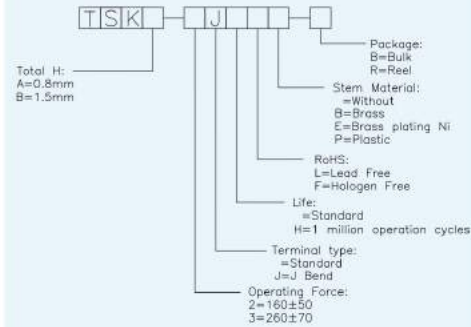 TSK - J -
Package:
B=Bulk
R=Reel
Total H:
A=0.8mm
B=1.5mm
Stem Material:
=Without
B=Brass
E=Brass plating Ni
P=Plastic
RoHS:
L=Lead Free
F=Hologen Free
Life:
=Standard
H=1 million operation cycles
Terminal type:
=Standard
J=J Bend
Operating Force:
2=160±50
3=260±70